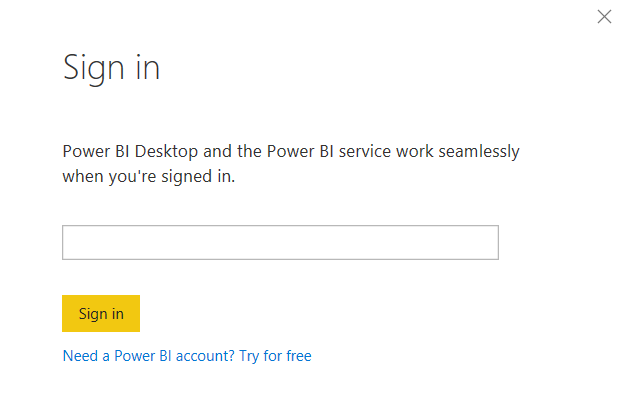 Sign in
Power BI Desktop and the Power BI service work seamlessly
when you're signed in.
Sign in
Need a Power BI account? Try for free